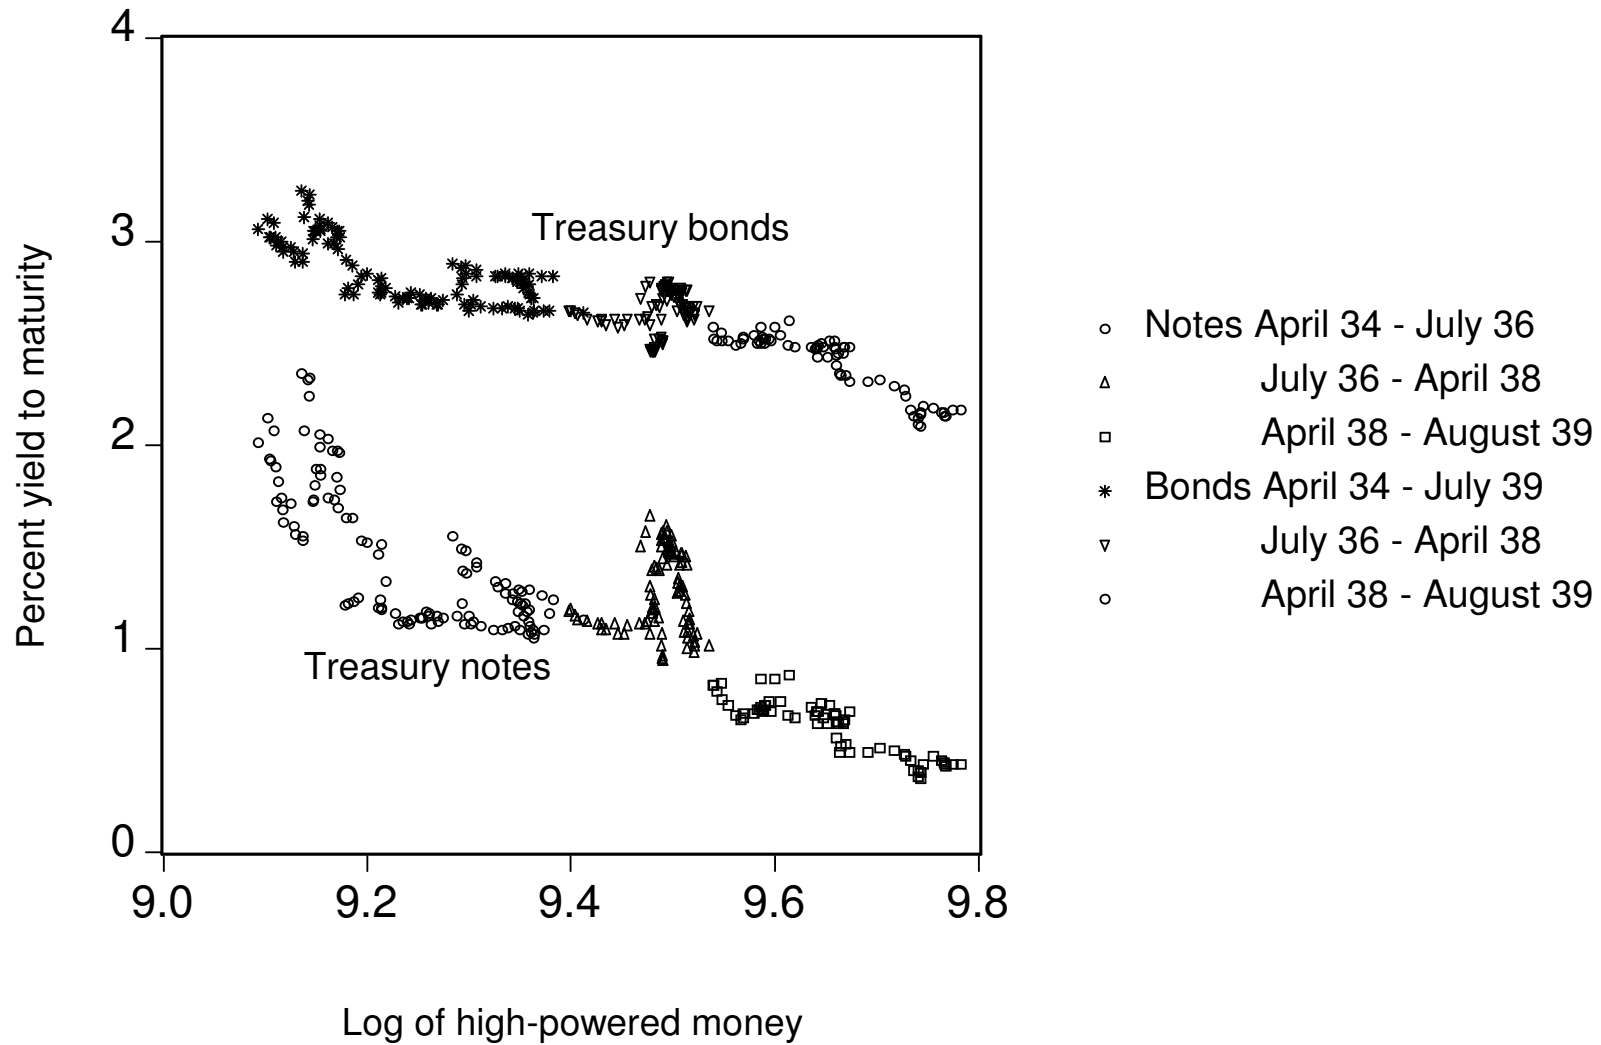 4
3
2
1
0
Percent yield to maturity
Treasury bonds
Treasury notes
9.0 9.2 9.4 9.6 9.8
Log of high-powered money
Notes April 34 - July 36
July 36 - April 38
April 38 - August 39
Bonds April 34 - July 39
July 36 - April 38
April 38 - August 39